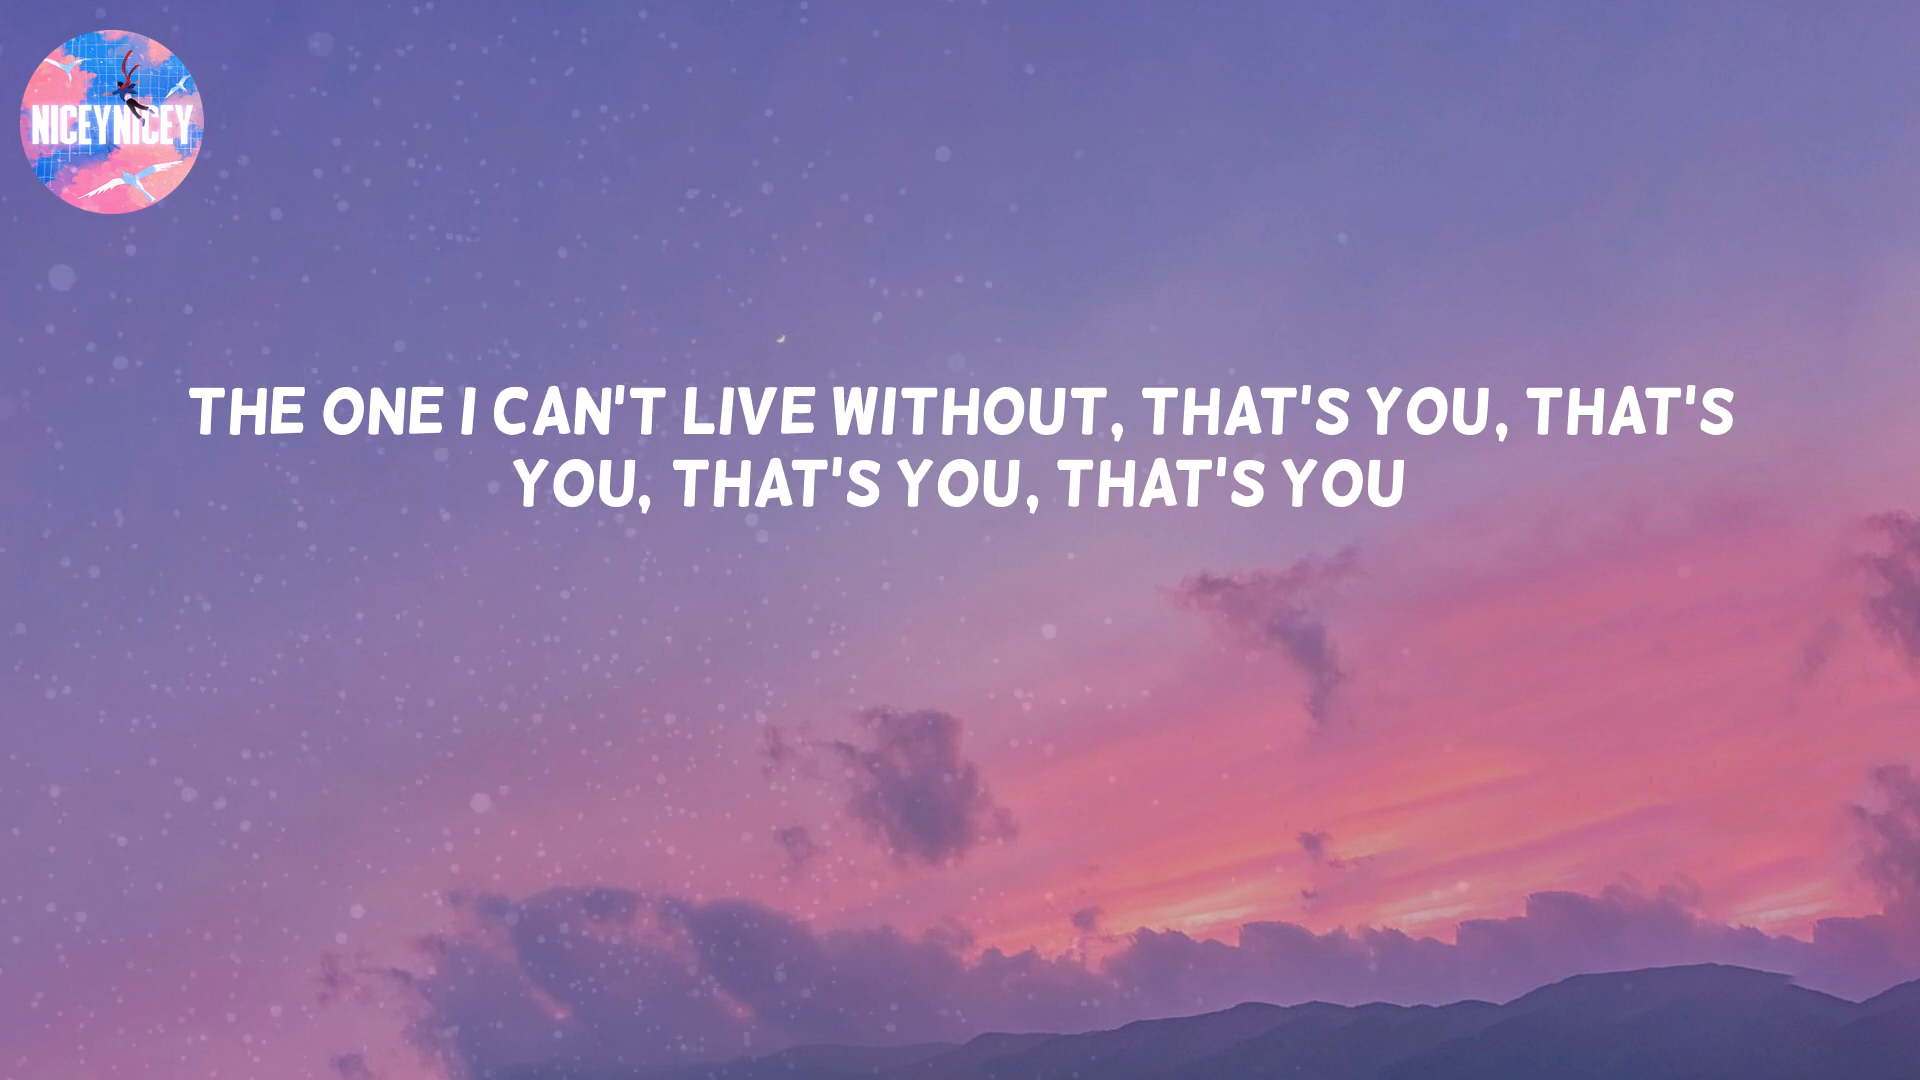 NICEYNICEY
THE ONE I CAN'T LIVE WITHOUT, THAT'S YOU, THAT'S
YOU, THAT'S YOU, THAT'S YOU